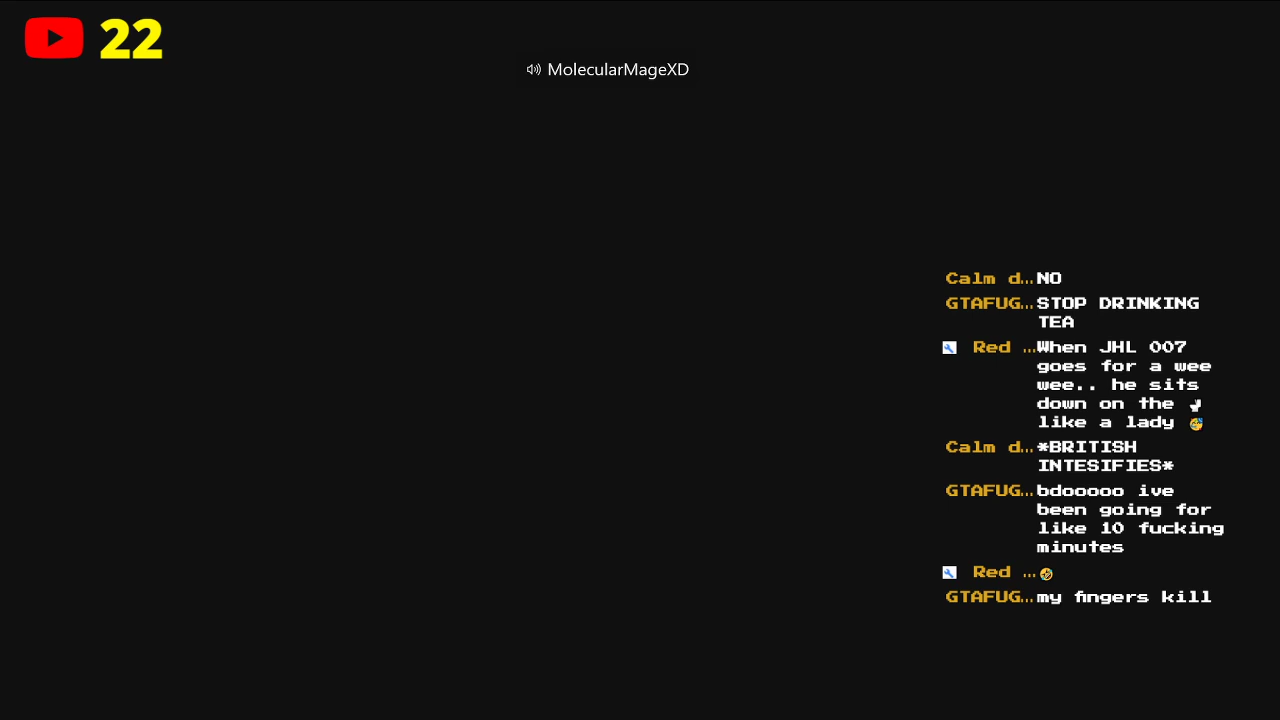 22
MolecularMageXD
Calm d... NO
GTAFUG... STOP DRINKING
TEA
Red ... When JHL 007
goes for a wee
wee.. he sits
down on the 🚽
like a lady 😴
Calm d... *BRITISH
INTESIFIES*
GTAFUG... bdooooo ive
been going for
like 10 fucking
minutes
Red ... 🤣
GTAFUG... my fingers kill